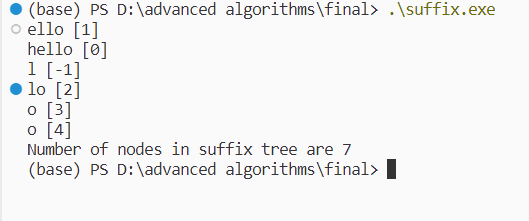 (base) PS D:\advanced algorithms\final> .\suffix.exe
ello [1]
hello [0]
l [-1]
lo [2]
o [3]
o [4]
Number of nodes in suffix tree are 7
(base) PS D:\advanced algorithms\final>